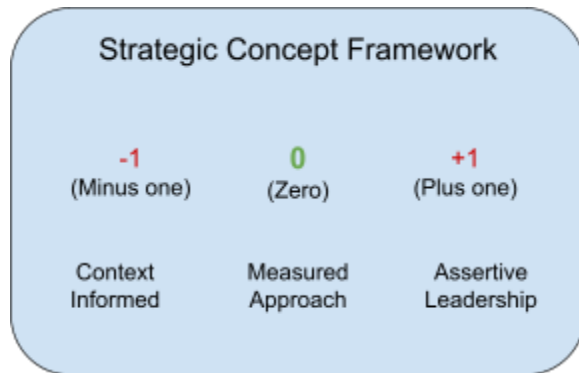 Strategic Concept Framework
-1 0 +1
(Minus one) (Zero) (Plus one)
Context Measured Assertive
Informed Approach Leadership